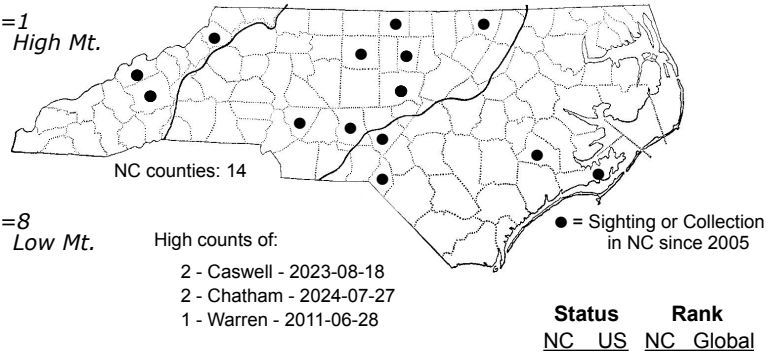 =1
High Mt.
NC counties: 14
=8
Low Mt.
High counts of:
2 - Caswell - 2023-08-18
2 - Chatham - 2024-07-27
1 - Warren - 2011-06-28
● = Sighting or Collection
in NC since 2005
Status Rank
NC US NC Global